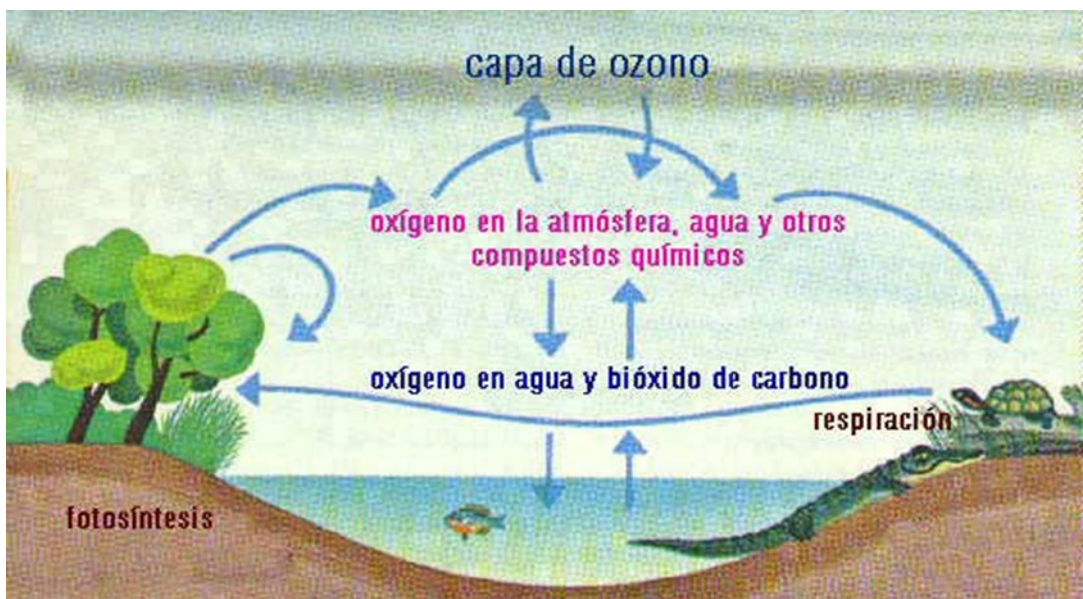 capa de ozono
oxígeno en la atmósfera, agua y otros
compuestos químicos
oxígeno en agua y bióxido de carbono
respiración
fotosíntesis